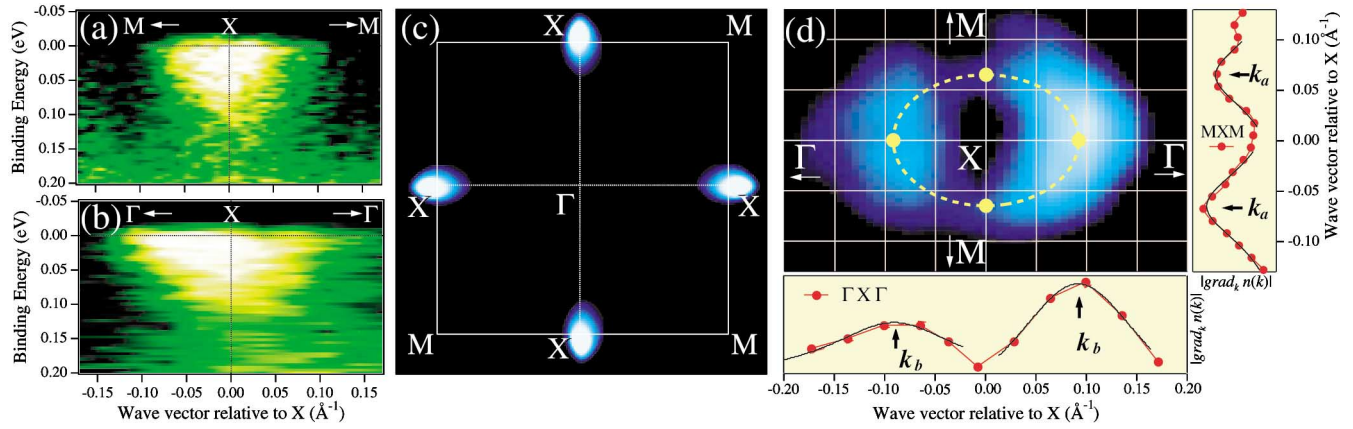 (a) M ← X → M
Binding Energy (eV)
-0.05
0.00
0.05
0.10
0.15
0.20
(b) Γ ← X → Γ
Binding Energy (eV)
-0.05
0.00
0.05
0.10
0.15
0.20
-0.15 -0.10 -0.05 0.00 0.05 0.10 0.15
Wave vector relative to X (Å⁻¹)
(c) X M
X Γ X
M X M
(d) M
Γ X Γ
M
k_a
MXM
k_a
|grad_k n(k)|
0.10
0.05
0.00
-0.05
-0.10
Wave vector relative to X (Å⁻¹)
Γ X Γ
k_b
k_b
|grad_k n(k)|
-0.20 -0.10 -0.05 0.00 0.05 0.10 0.15 0.20
Wave vector relative to X (Å⁻¹)